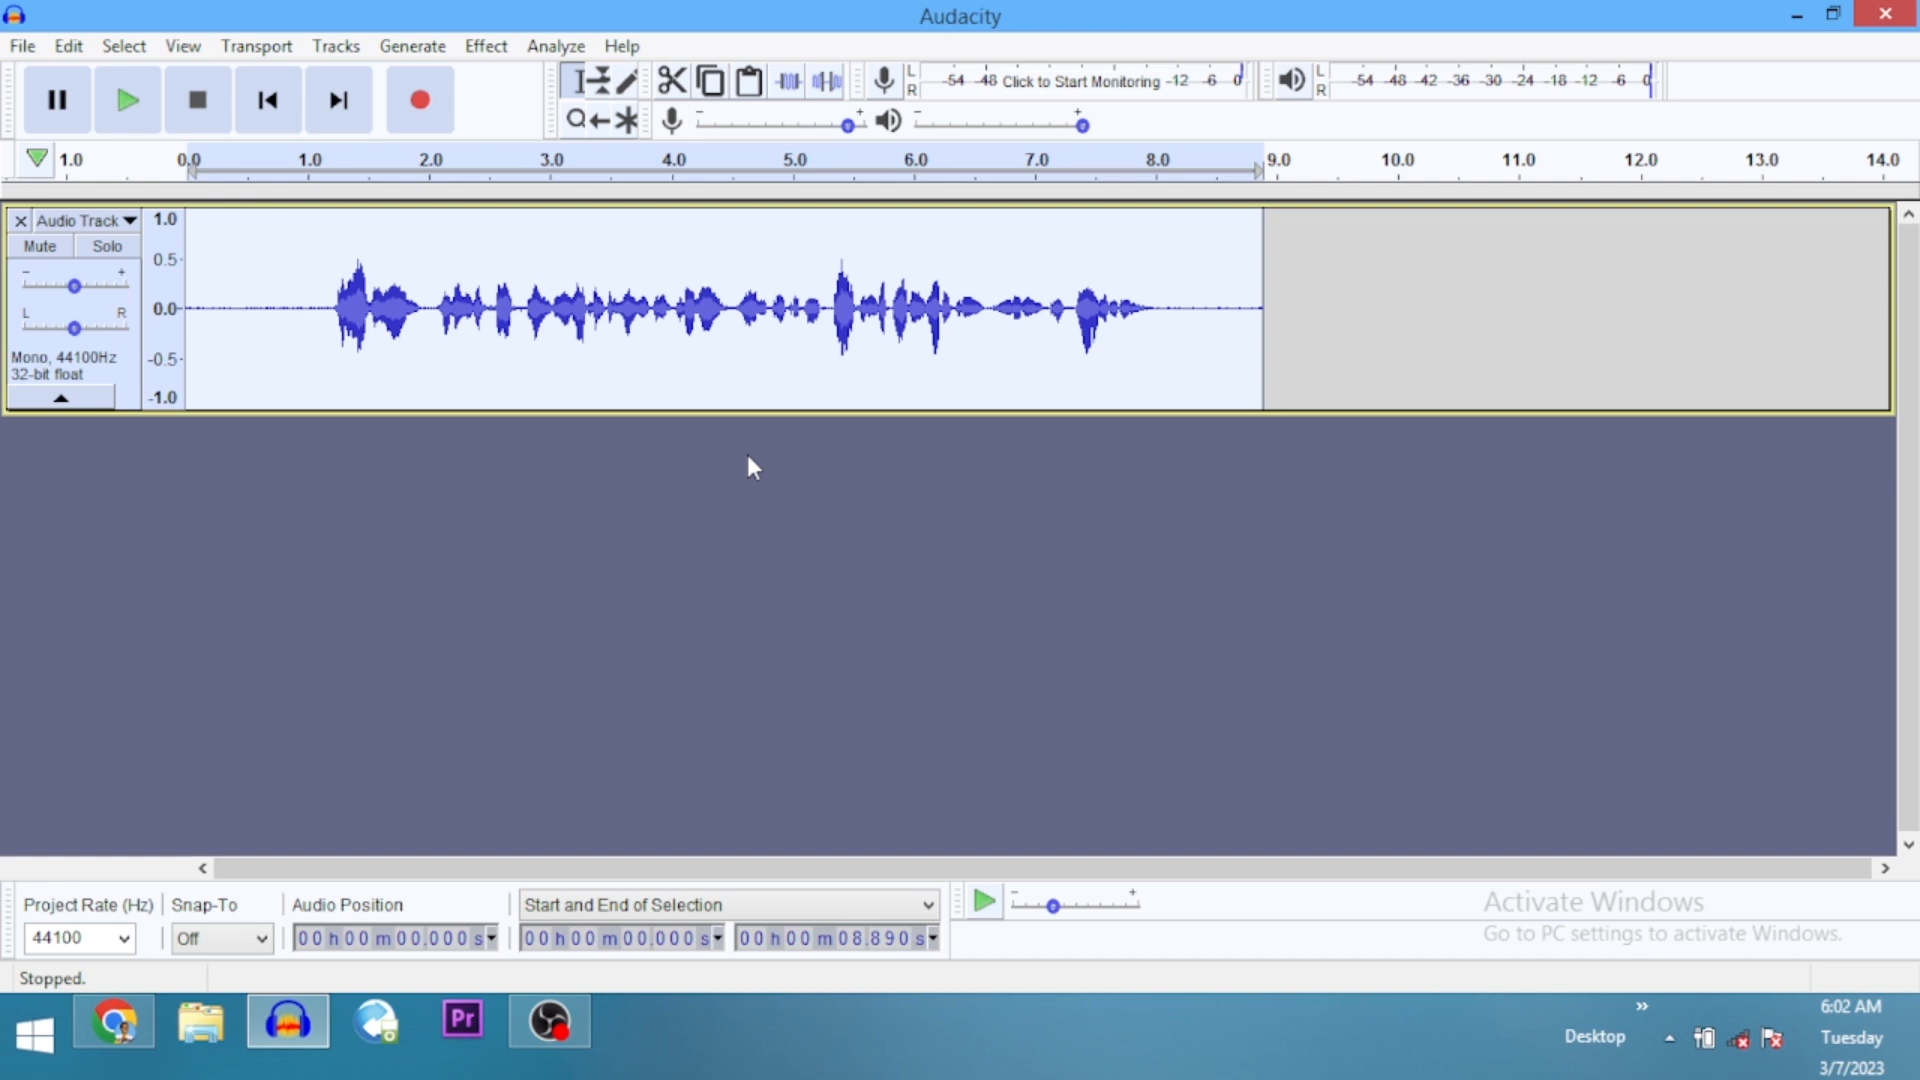 Audacity
File Edit Select View Transport Tracks Generate Effect Analyze Help
L R -54 -48 Click to Start Monitoring -12 -6 0
L R -54 -48 -42 -36 -30 -24 -18 -12 -6 0
- + - +
1.0 0.0 1.0 2.0 3.0 4.0 5.0 6.0 7.0 8.0 9.0 10.0 11.0 12.0 13.0 14.0
Audio Track 1.0
Mute Solo 0.5
- +
0.0
L R
Mono, 44100Hz -0.5
32-bit float
-1.0
Project Rate (Hz) Snap-To Audio Position Start and End of Selection - +
44100 Off 00 h 00 m 00.000 s 00 h 00 m 00.000 s 00 h 00 m 08.890 s
Activate Windows
Go to PC settings to activate Windows.
Stopped.
Pr
Desktop
6:02 AM
Tuesday
3/7/2023